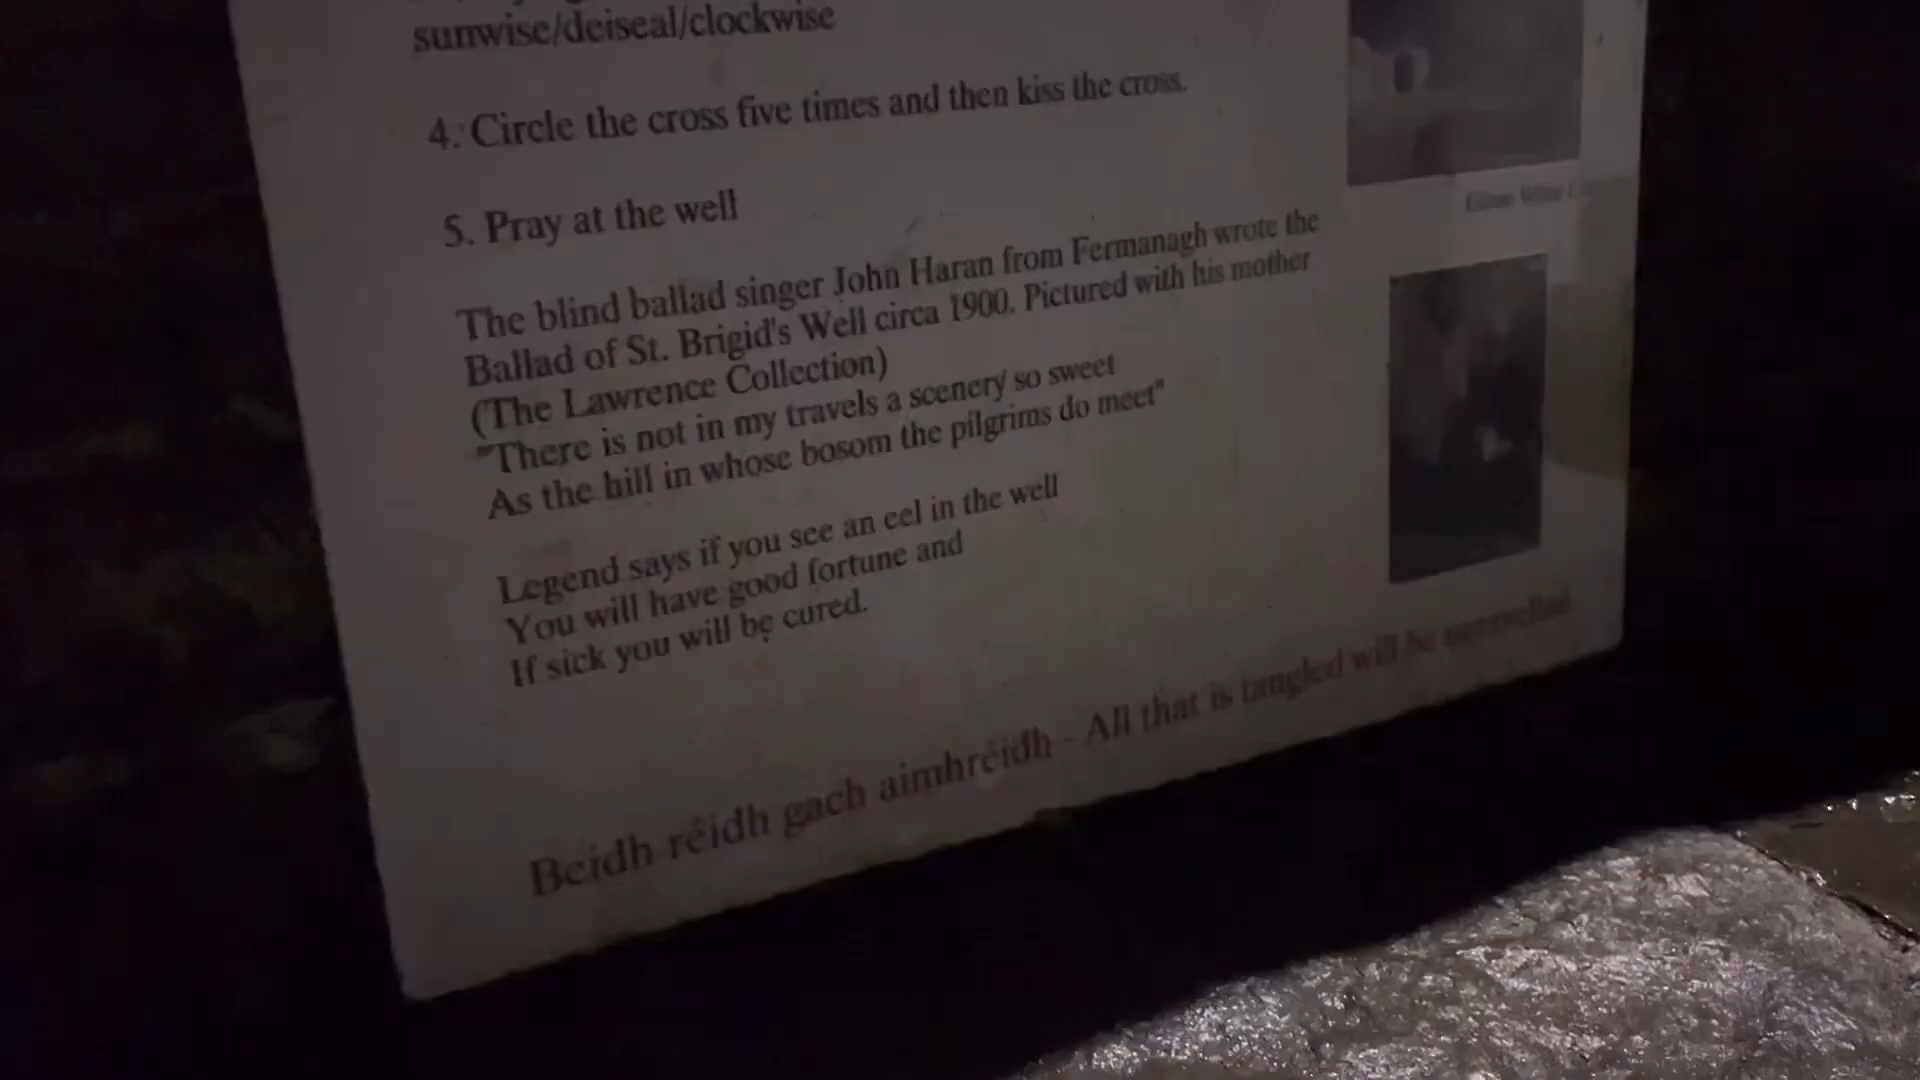 sunwise/deiseal/clockwise
4. Circle the cross five times and then kiss the cross.
5. Pray at the well
The blind ballad singer John Haran from Fermanagh wrote the
Ballad of St. Brigid's Well circa 1900. Pictured with his mother
(The Lawrence Collection)
"There is not in my travels a scenery so sweet
As the hill in whose bosom the pilgrims do meet"
Legend says if you see an eel in the well
You will have good fortune and
If sick you will be cured.
Beidh réidh gach aimhréidh - All that is tangled will be unravelled